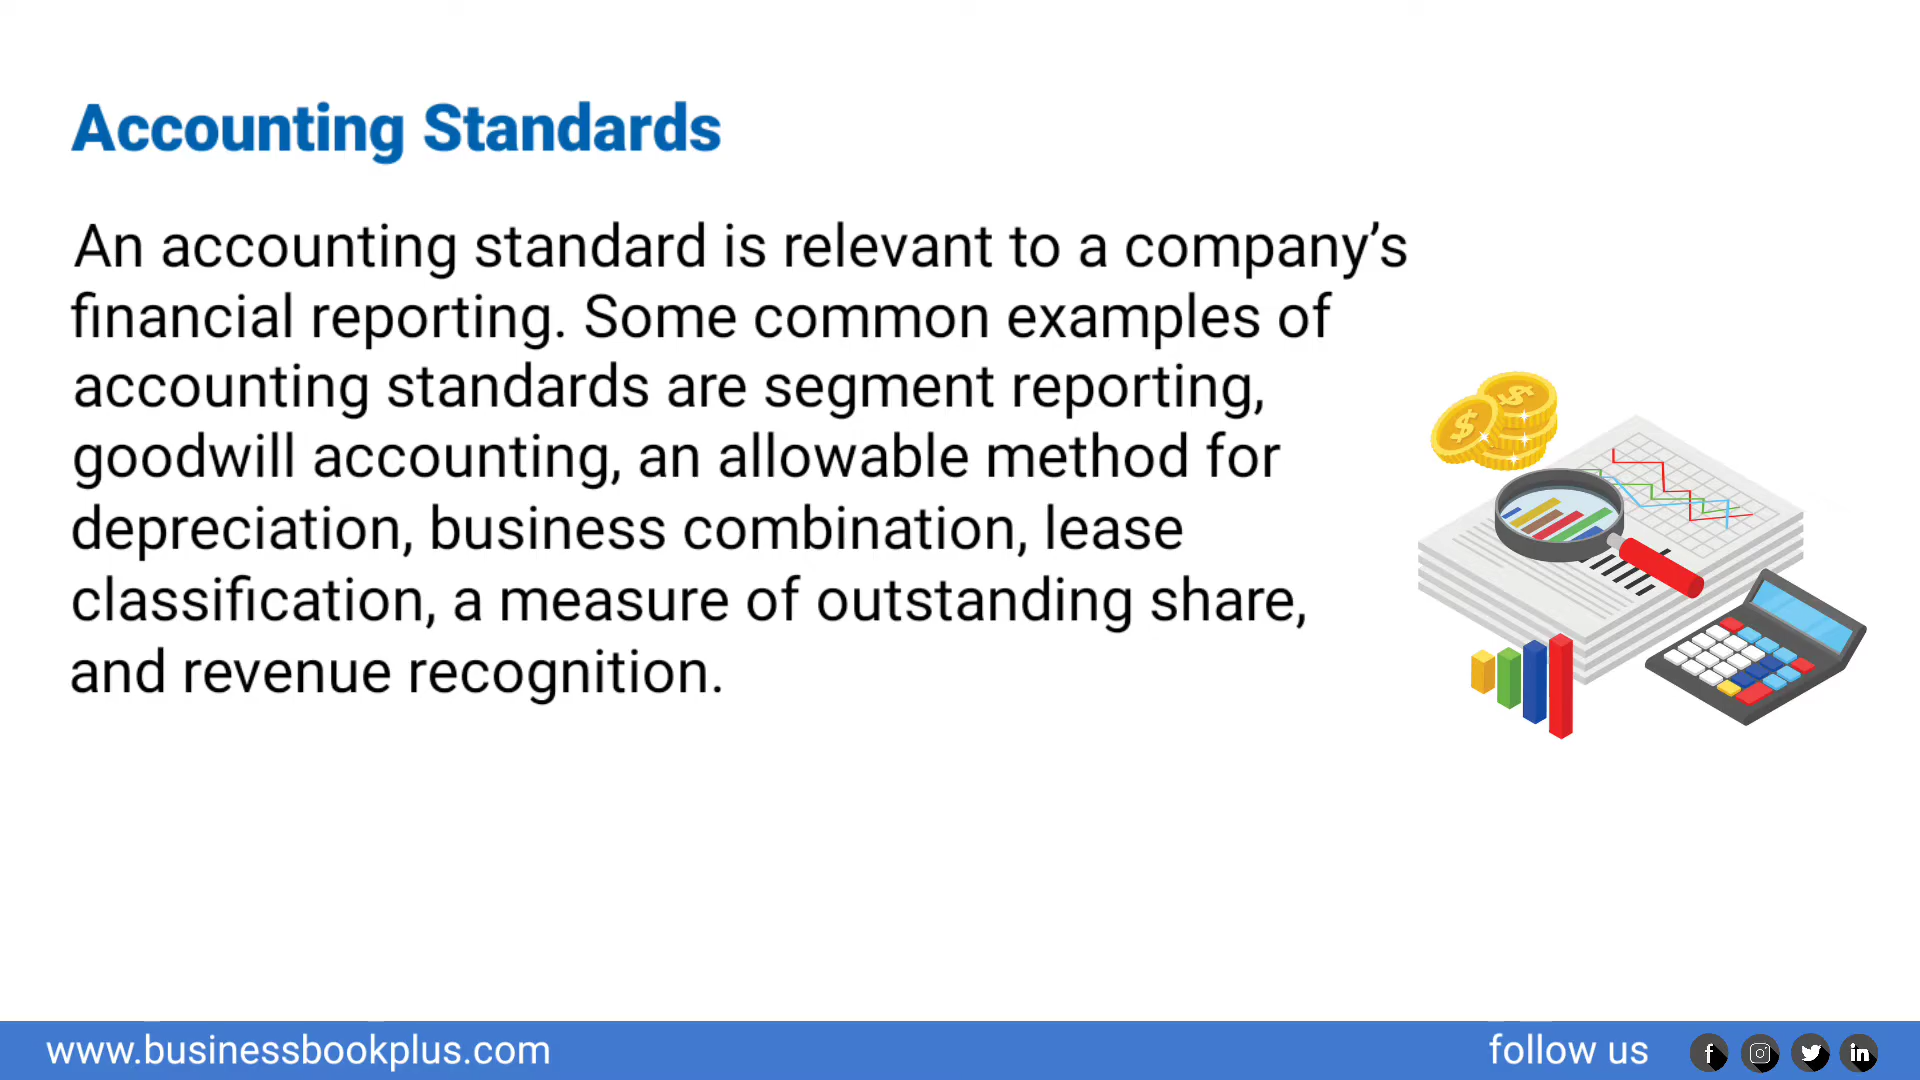 Accounting Standards
An accounting standard is relevant to a company’s
financial reporting. Some common examples of
accounting standards are segment reporting,
goodwill accounting, an allowable method for
depreciation, business combination, lease
classification, a measure of outstanding share,
and revenue recognition.
www.businessbookplus.com
follow us